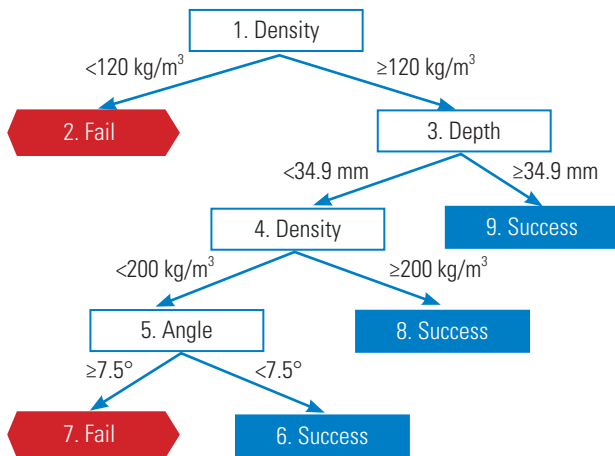 1. Density
<120 kg/m³
≥120 kg/m³
2. Fail
3. Depth
<34.9 mm
≥34.9 mm
4. Density
9. Success
<200 kg/m³
≥200 kg/m³
5. Angle
8. Success
≥7.5°
<7.5°
7. Fail
6. Success